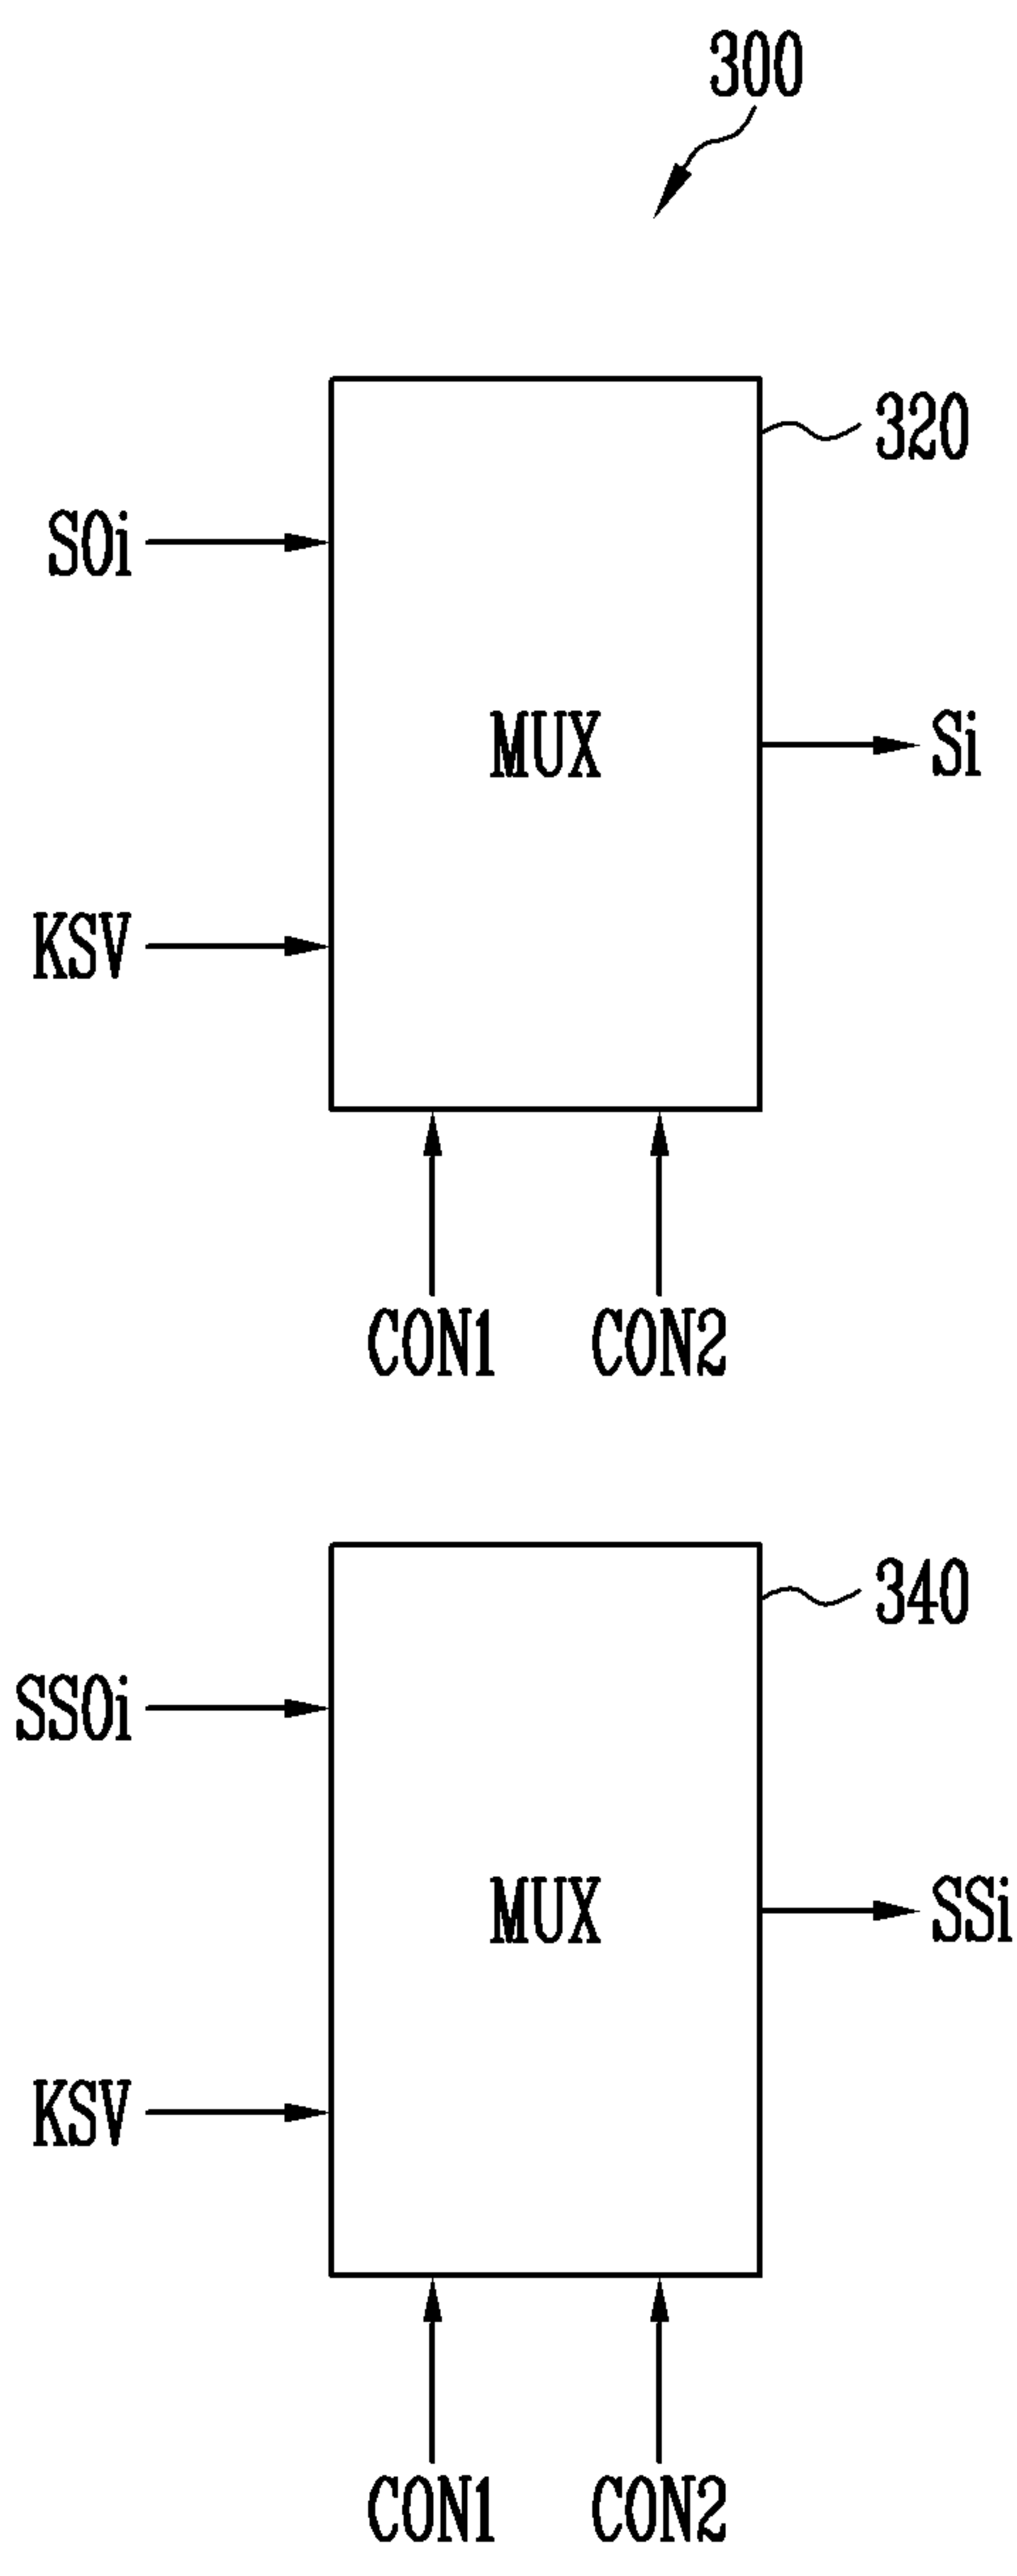 300
320
SOi
MUX
Si
KSV
CON1 CON2
340
SSOi
MUX
SSi
KSV
CON1 CON2